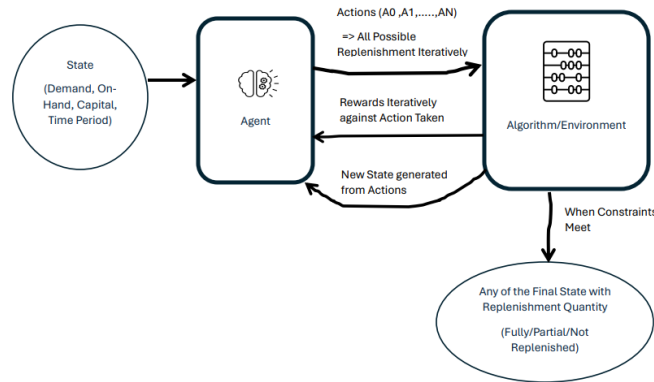 State
(Demand, On-
Hand, Capital,
Time Period)
Agent
Actions (A0 ,A1,.....,AN)
=> All Possible
Replenishment Iteratively
Rewards Iteratively
against Action Taken
New State generated
from Actions
Algorithm/Environment
When Constraints
Meet
Any of the Final State with
Replenishment Quantity
(Fully/Partial/Not
Replenished)